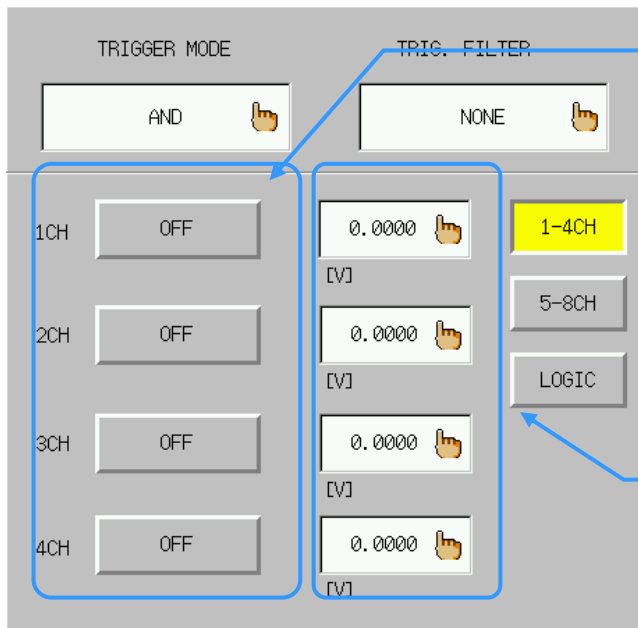 TRIGGER MODE TRIG. FILTER
AND NONE
1CH OFF 0.0000 1-4CH
[V]
5-8CH
2CH OFF 0.0000
[V] LOGIC
3CH OFF 0.0000
[V]
4CH OFF 0.0000
[V]